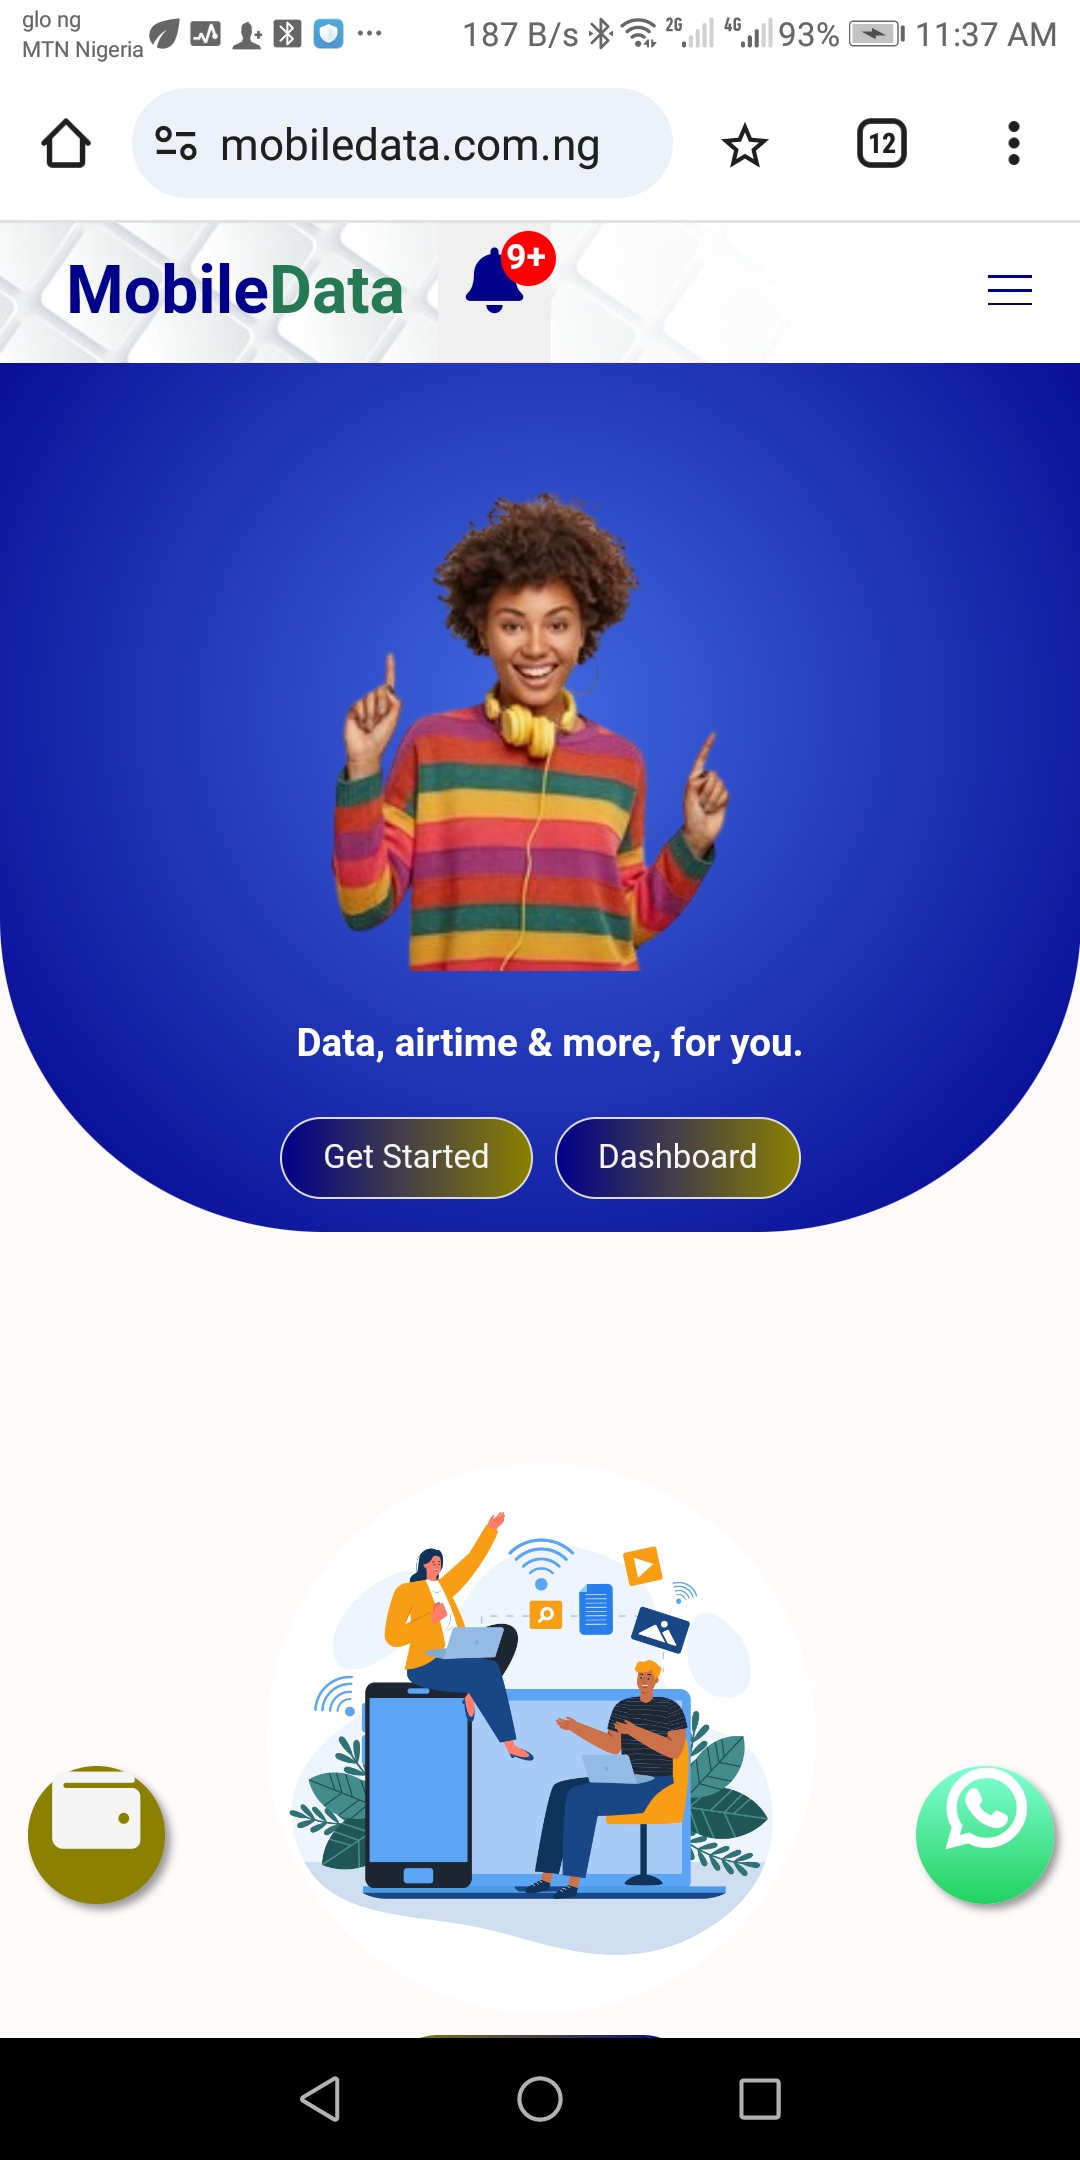 glo ng
MTN Nigeria
187 B/s 2G 4G 93% 11:37 AM
mobiledata.com.ng
12
MobileData
9+
Data, airtime & more, for you.
Get Started
Dashboard